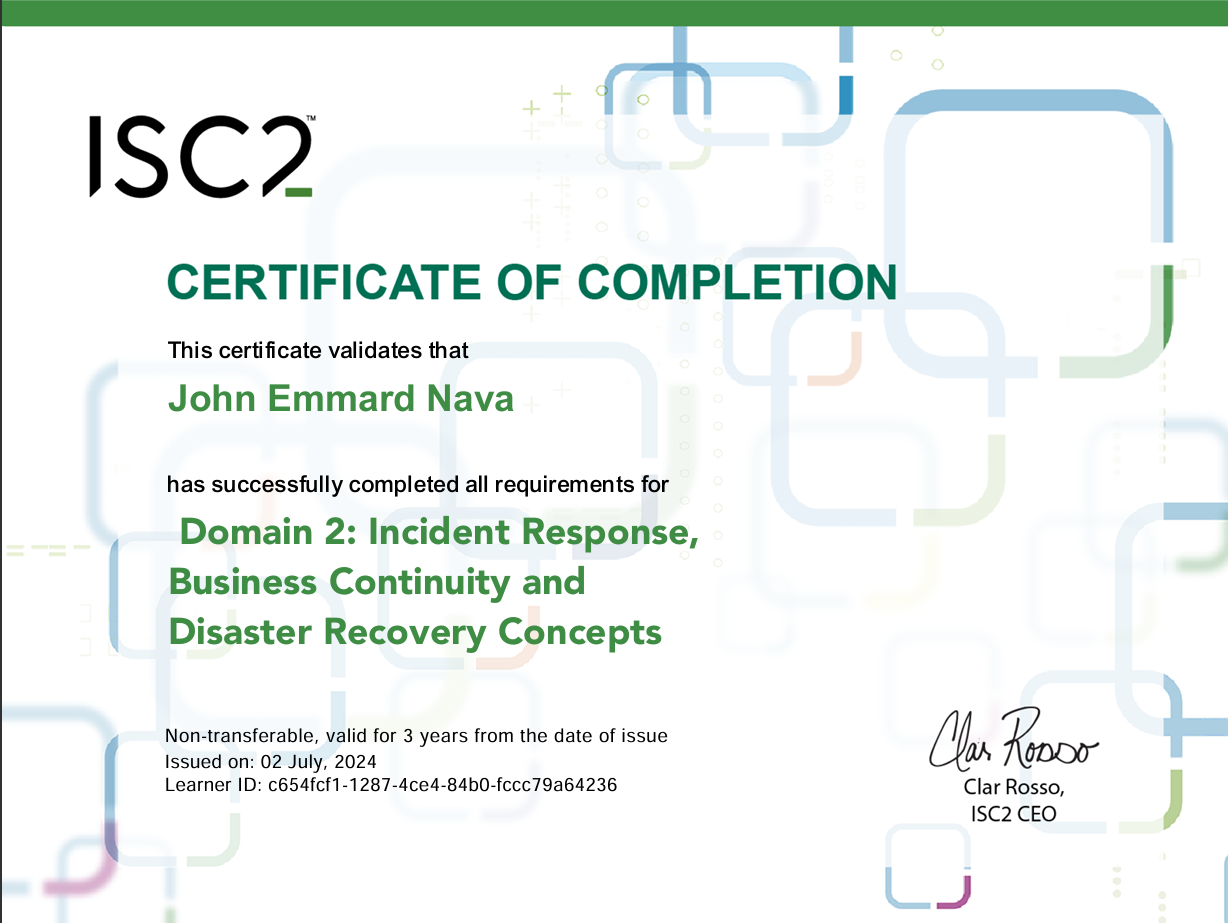 ISC2™
CERTIFICATE OF COMPLETION
This certificate validates that
John Emmard Nava
has successfully completed all requirements for
Domain 2: Incident Response,
Business Continuity and
Disaster Recovery Concepts
Non-transferable, valid for 3 years from the date of issue
Issued on: 02 July, 2024
Learner ID: c654fcf1-1287-4ce4-84b0-fccc79a64236
Clar Rosso
Clar Rosso,
ISC2 CEO